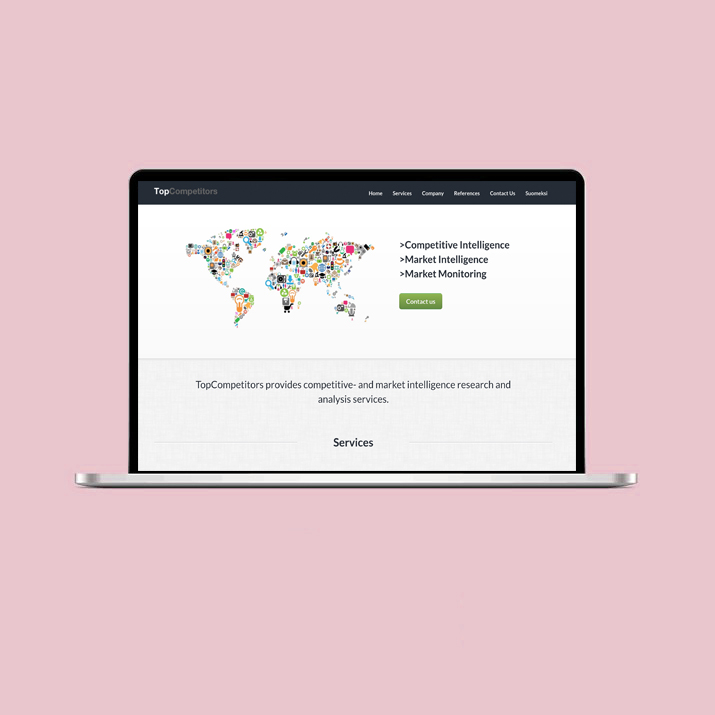 TopCompetitors
Home Services Company References Contact Us Suomeksi
>Competitive Intelligence
>Market Intelligence
>Market Monitoring
Contact us
TopCompetitors provides competitive- and market intelligence research and
analysis services.
Services